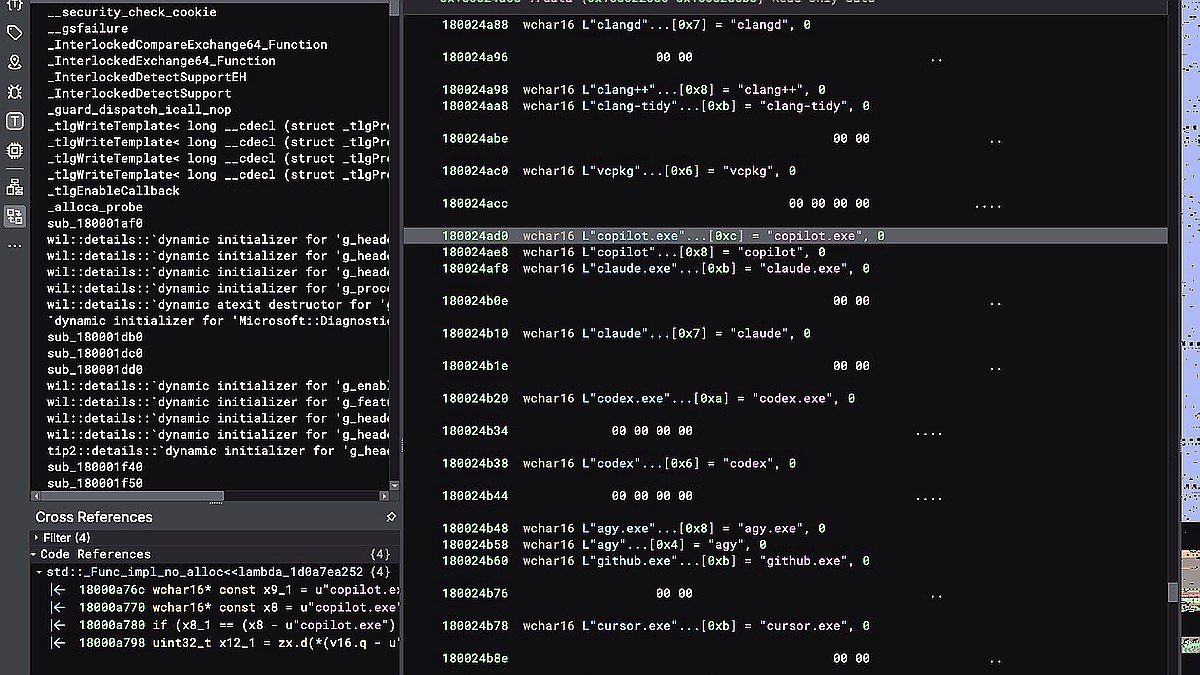 __security_check_cookie
__gsfailure
_InterlockedCompareExchange64_Function
_InterlockedExchange64_Function
_InterlockedDetectSupportEH
_InterlockedDetectSupport
_guard_dispatch_icall_nop
_tlgWriteTemplate< long __cdecl (struct _tlgPr
_tlgWriteTemplate< long __cdecl (struct _tlgPr
_tlgWriteTemplate< long __cdecl (struct _tlgPr
_tlgWriteTemplate< long __cdecl (struct _tlgPr
_tlgEnableCallback
_alloca_probe
sub_180001af0
wil::details::`dynamic initializer for 'g_heade
wil::details::`dynamic initializer for 'g_heade
wil::details::`dynamic initializer for 'g_heade
wil::details::`dynamic initializer for 'g_proce
wil::details::`dynamic atexit destructor for 'g
`dynamic initializer for 'Microsoft::Diagnostic
sub_180001db0
sub_180001dc0
sub_180001dd0
wil::details::`dynamic initializer for 'g_enabl
wil::details::`dynamic initializer for 'g_featu
wil::details::`dynamic initializer for 'g_heade
wil::details::`dynamic initializer for 'g_heade
tip2::details::`dynamic initializer for 'g_head
sub_180001f40
sub_180001f50
Cross References
Filter (4)
Code References {4}
std::_Func_impl_no_alloc<<lambda_1d0a7ea252 {4}
|← 18000a76c wchar16* const x9_1 = u"copilot.ex
|← 18000a770 wchar16* const x8 = u"copilot.exe"
|← 18000a780 if (x8_1 == (x8 - u"copilot.exe")
|← 18000a798 uint32_t x12_1 = zx.d(*(v16.q - u"
180024a88 wchar16 L"clangd"...[0x7] = "clangd", 0
180024a96 00 00 ..
180024a98 wchar16 L"clang++"...[0x8] = "clang++", 0
180024aa8 wchar16 L"clang-tidy"...[0xb] = "clang-tidy", 0
180024abe 00 00 ..
180024ac0 wchar16 L"vcpkg"...[0x6] = "vcpkg", 0
180024acc 00 00 00 00 ....
180024ad0 wchar16 L"copilot.exe"...[0xc] = "copilot.exe", 0
180024ae8 wchar16 L"copilot"...[0x8] = "copilot", 0
180024af8 wchar16 L"claude.exe"...[0xb] = "claude.exe", 0
180024b0e 00 00 ..
180024b10 wchar16 L"claude"...[0x7] = "claude", 0
180024b1e 00 00 ..
180024b20 wchar16 L"codex.exe"...[0xa] = "codex.exe", 0
180024b34 00 00 00 00 ....
180024b38 wchar16 L"codex"...[0x6] = "codex", 0
180024b44 00 00 00 00 ....
180024b48 wchar16 L"agy.exe"...[0x8] = "agy.exe", 0
180024b58 wchar16 L"agy"...[0x4] = "agy", 0
180024b60 wchar16 L"github.exe"...[0xb] = "github.exe", 0
180024b76 00 00 ..
180024b78 wchar16 L"cursor.exe"...[0xb] = "cursor.exe", 0
180024b8e 00 00 ..